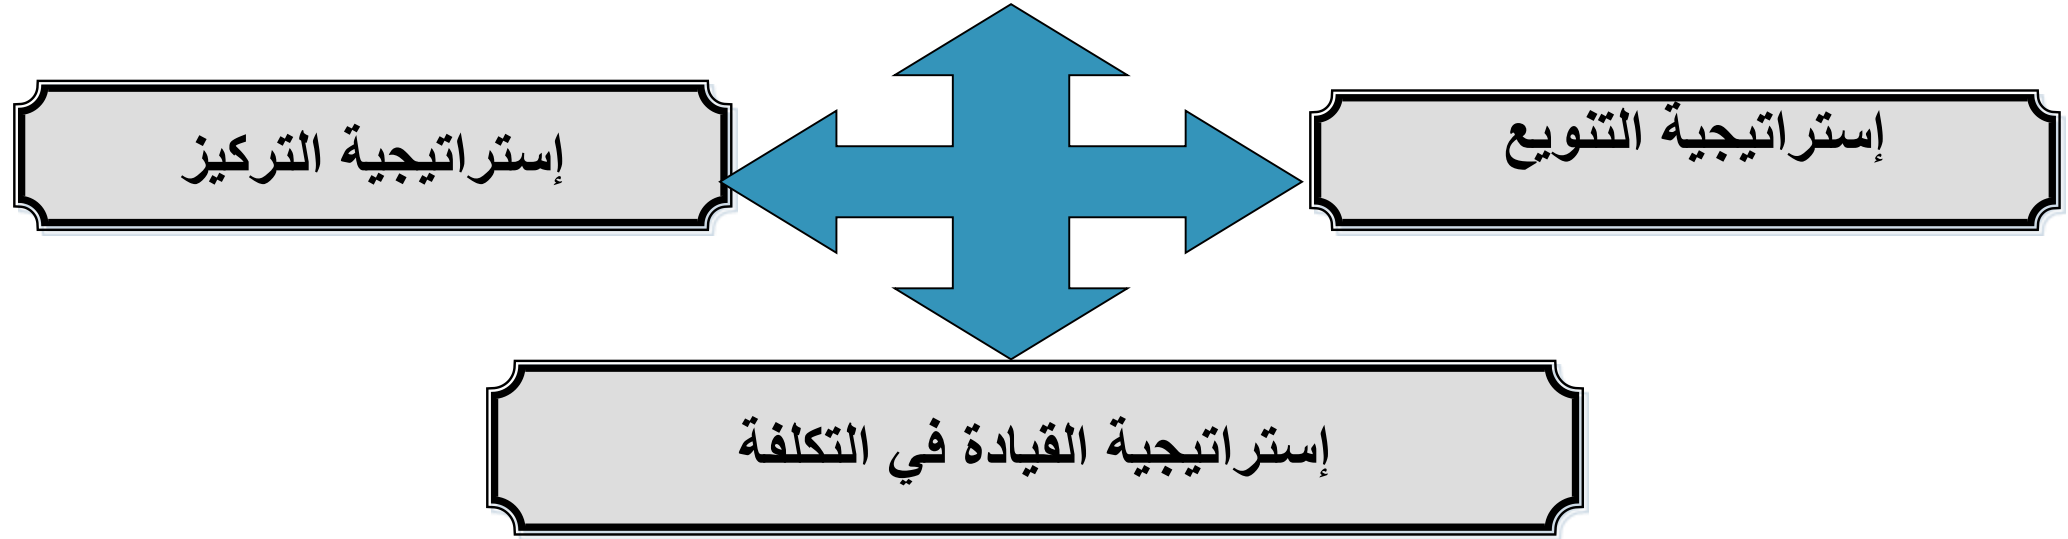 إستراتيجية التنويع
إستراتيجية التركيز
إستراتيجية القيادة في التكلفة